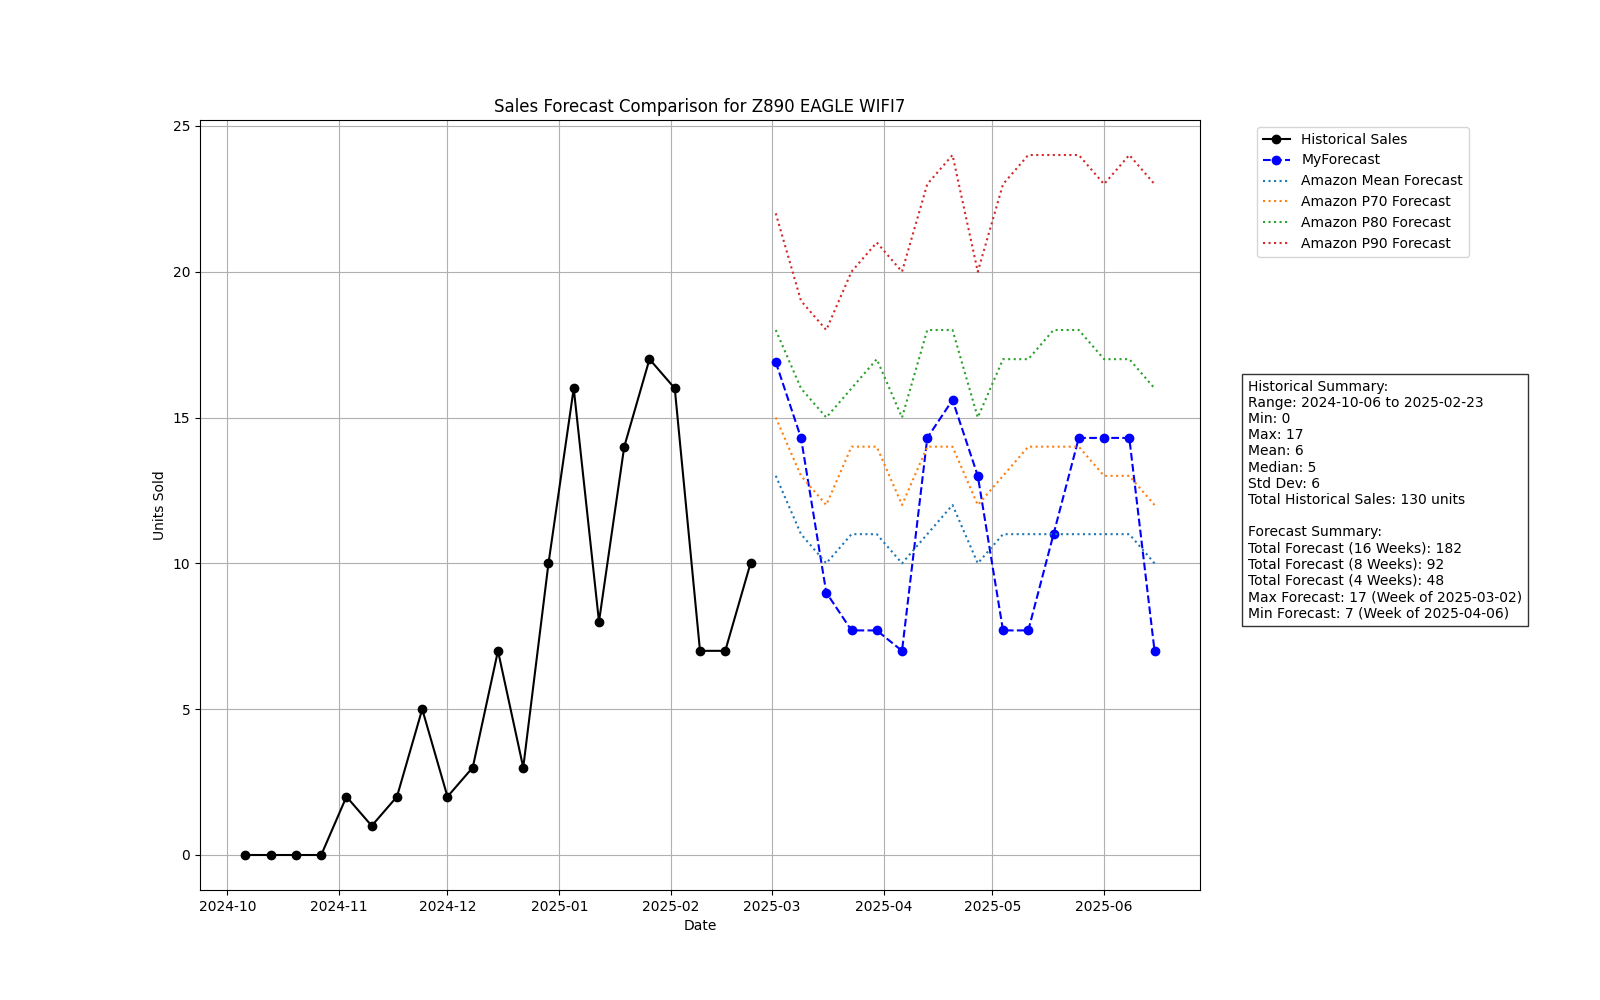 Sales Forecast Comparison for Z890 EAGLE WIFI7
25
20
15
10
5
0
Units Sold
2024-10 2024-11 2024-12 2025-01 2025-02 2025-03 2025-04 2025-05 2025-06
Date
Historical Sales
MyForecast
Amazon Mean Forecast
Amazon P70 Forecast
Amazon P80 Forecast
Amazon P90 Forecast
Historical Summary:
Range: 2024-10-06 to 2025-02-23
Min: 0
Max: 17
Mean: 6
Median: 5
Std Dev: 6
Total Historical Sales: 130 units
Forecast Summary:
Total Forecast (16 Weeks): 182
Total Forecast (8 Weeks): 92
Total Forecast (4 Weeks): 48
Max Forecast: 17 (Week of 2025-03-02)
Min Forecast: 7 (Week of 2025-04-06)